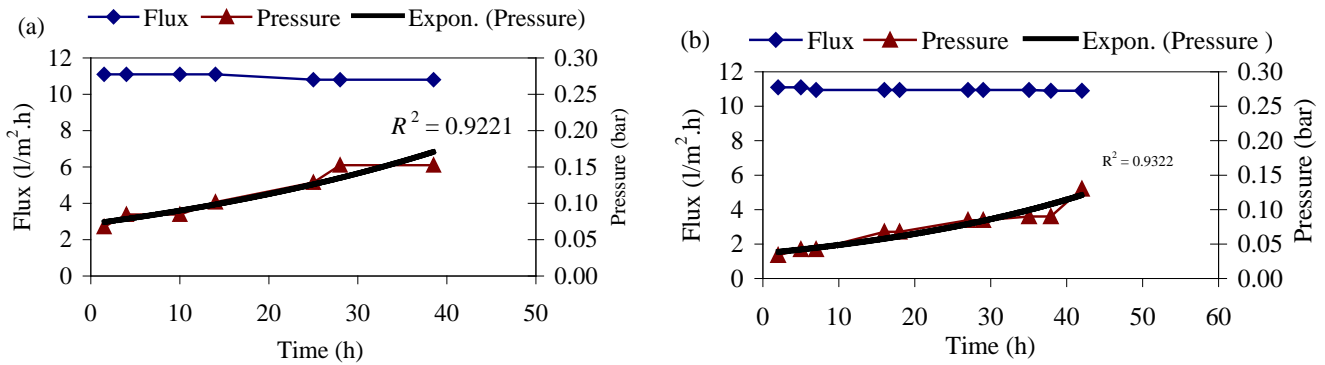 (a) Flux Pressure Expon. (Pressure)
12 0.30
10 0.25
8 0.20
6 0.15
4 0.10
2 0.05
0 0.00
R² = 0.9221
Flux (l/m².h)
Pressure (bar)
0 10 20 30 40 50
Time (h)
(b) Flux Pressure Expon. (Pressure )
12 0.30
10 0.25
8 0.20
6 0.15
4 0.10
2 0.05
0 0.00
R² = 0.9322
Flux (l/m².h)
Pressure (bar)
0 10 20 30 40 50 60
Time (h)